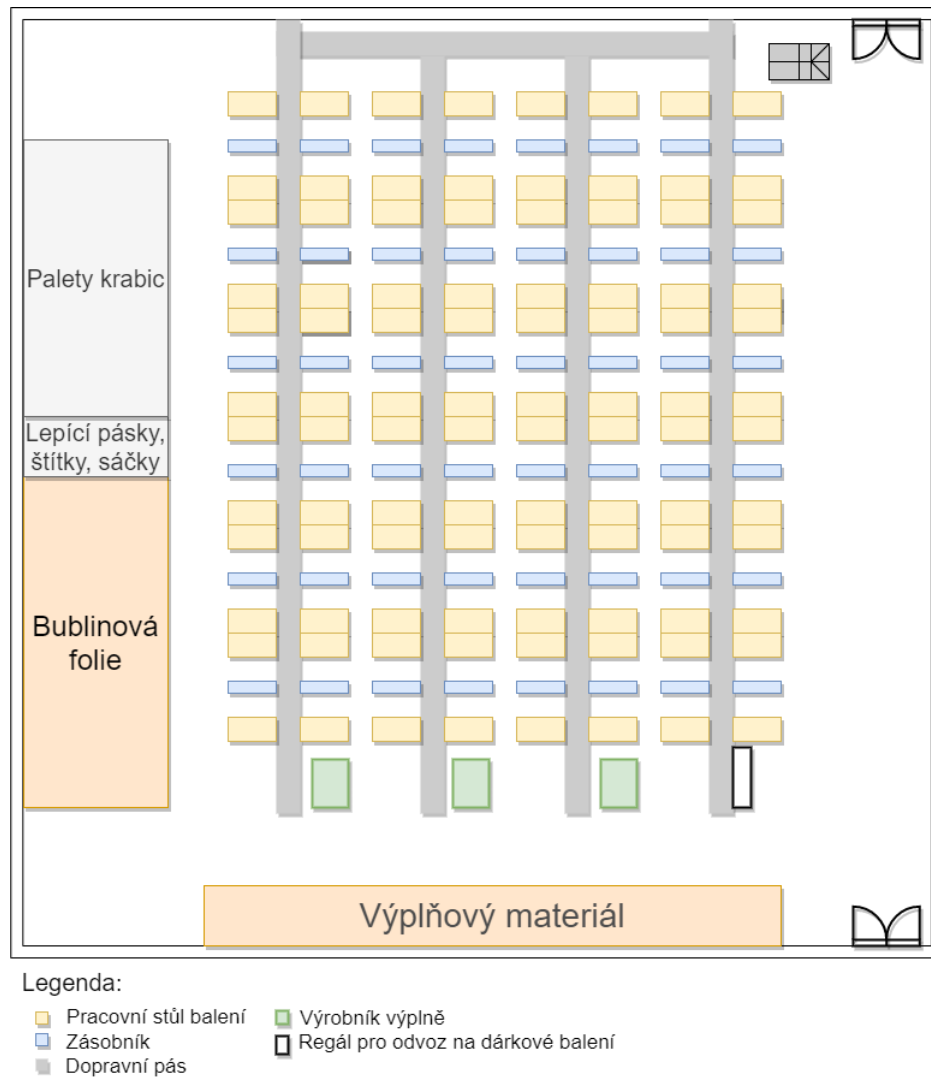 Palety krabic
Lepící pásky,
štítky, sáčky
Bublinová
folie
Výplňový materiál
Legenda:
Pracovní stůl balení
Zásobník
Dopravní pás
Výrobník výplně
Regál pro odvoz na dárkové balení